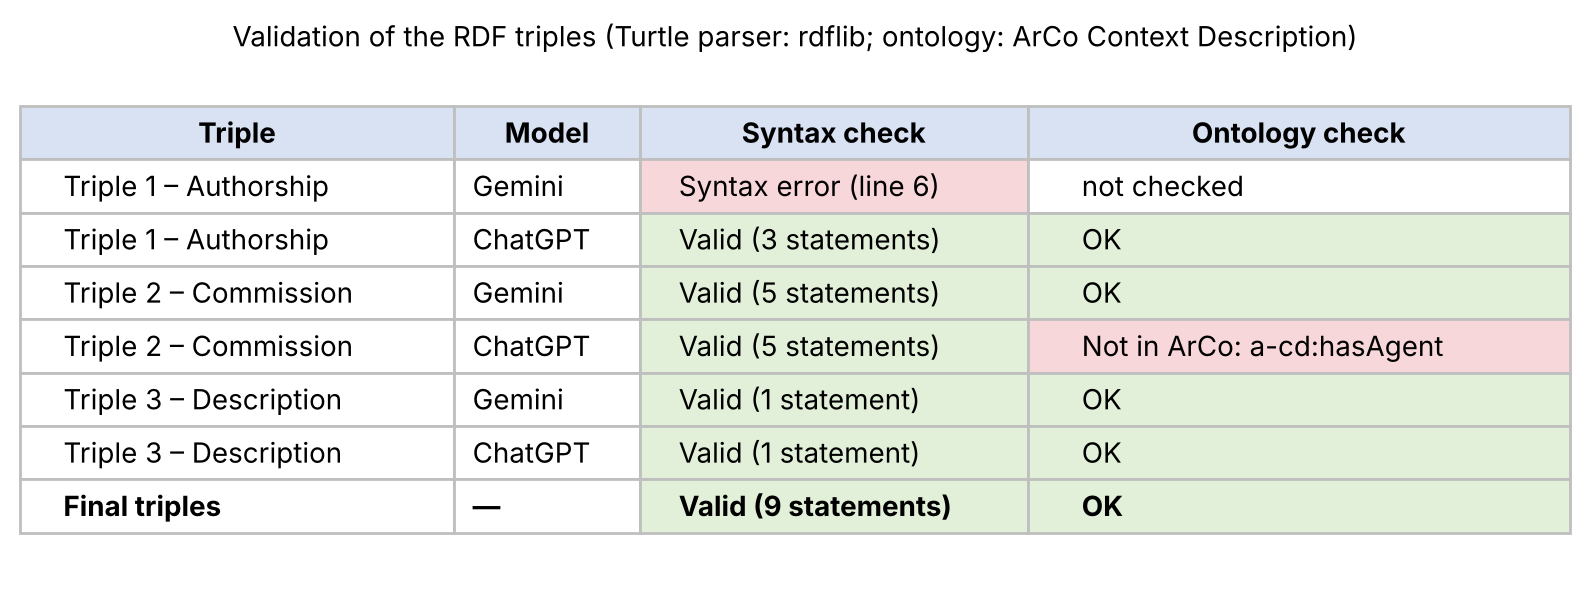 Validation of the RDF triples (Turtle parser: rdflib; ontology: ArCo Context Description)
Triple Model Syntax check Ontology check
Triple 1 – Authorship Gemini Syntax error (line 6) not checked
Triple 1 – Authorship ChatGPT Valid (3 statements) OK
Triple 2 – Commission Gemini Valid (5 statements) OK
Triple 2 – Commission ChatGPT Valid (5 statements) Not in ArCo: a-cd:hasAgent
Triple 3 – Description Gemini Valid (1 statement) OK
Triple 3 – Description ChatGPT Valid (1 statement) OK
Final triples — Valid (9 statements) OK